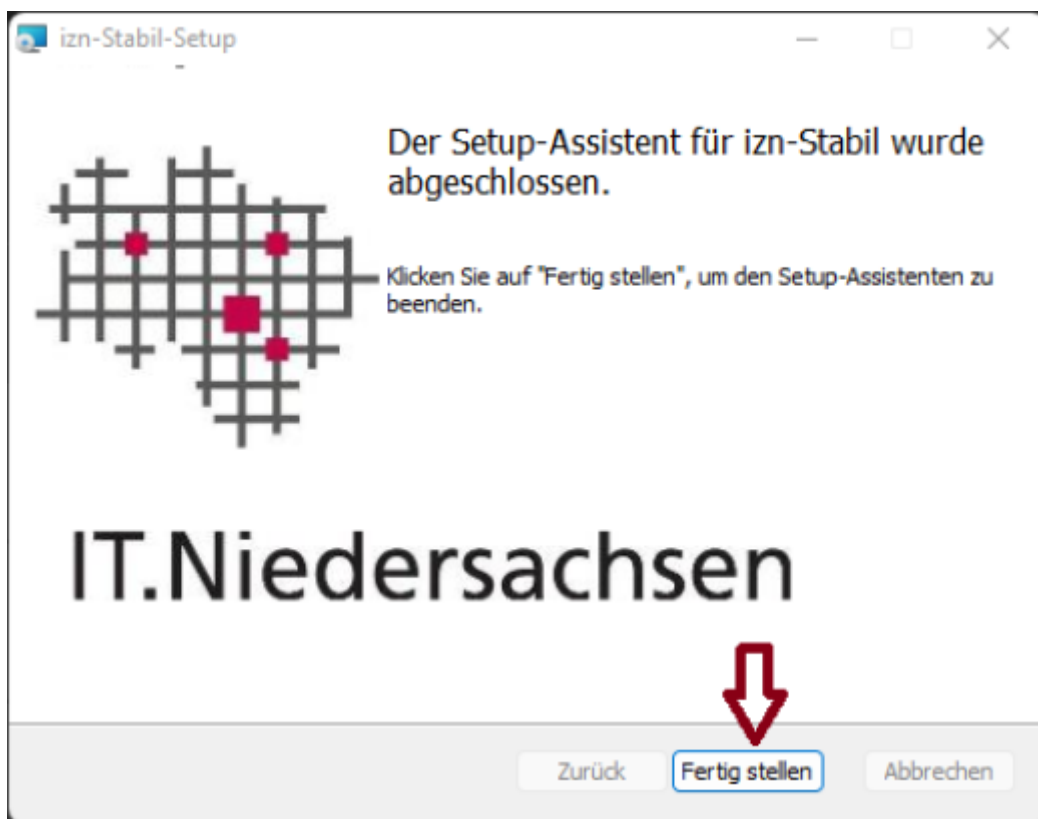 izn-Stabil-Setup
Der Setup-Assistent für izn-Stabil wurde
abgeschlossen.
Klicken Sie auf "Fertig stellen", um den Setup-Assistenten zu
beenden.
IT.Niedersachsen
Zurück
Fertig stellen
Abbrechen